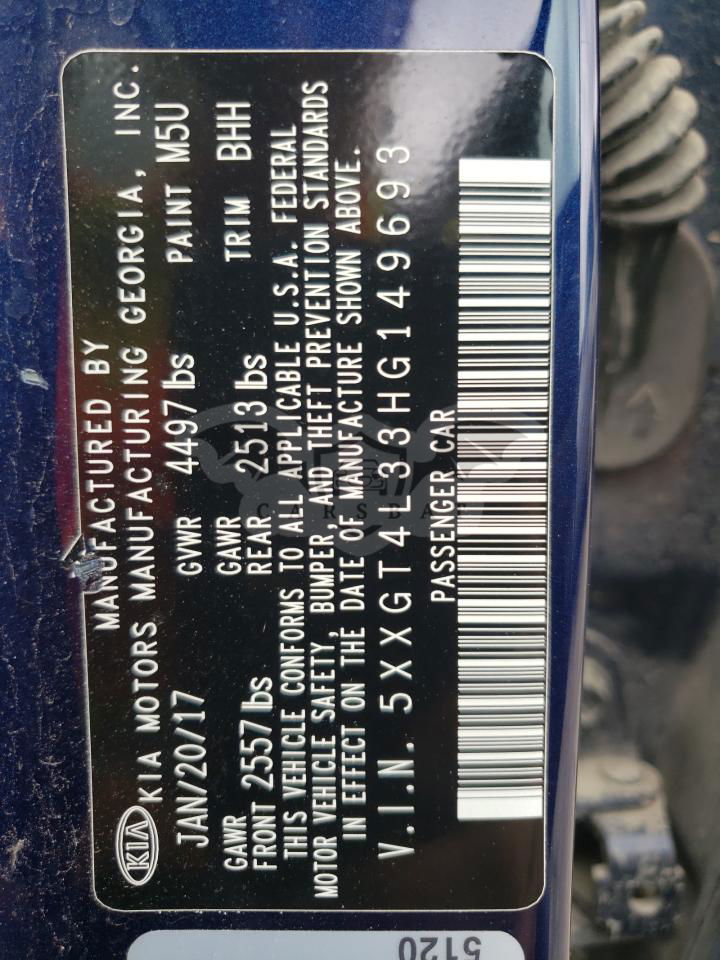 MANUFACTURED BY
KIA KIA MOTORS MANUFACTURING GEORGIA, INC.
JAN/20/17 GVWR 4497 lbs PAINT M5U
GAWR FRONT 2557 lbs GAWR REAR 2513 lbs TRIM BHH
THIS VEHICLE CONFORMS TO ALL APPLICABLE U.S.A. FEDERAL
MOTOR VEHICLE SAFETY, BUMPER, AND THEFT PREVENTION STANDARDS
IN EFFECT ON THE DATE OF MANUFACTURE SHOWN ABOVE.
V.I.N. 5XXGT4L33HG149693
PASSENGER CAR
5120